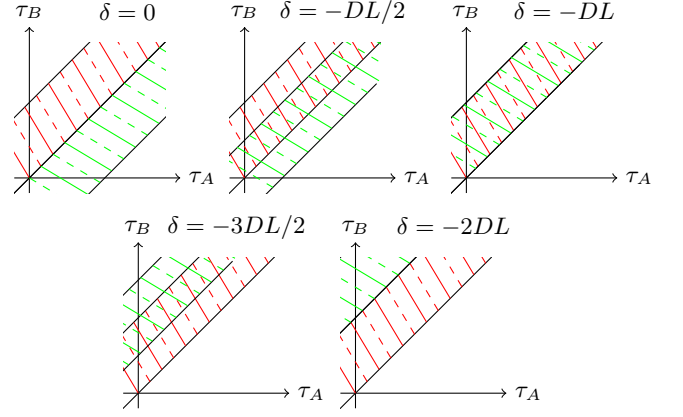 τ_B δ = 0 τ_B δ = −DL/2 τ_B δ = −DL
τ_A τ_A τ_A
τ_B δ = −3DL/2 τ_B δ = −2DL
τ_A τ_A